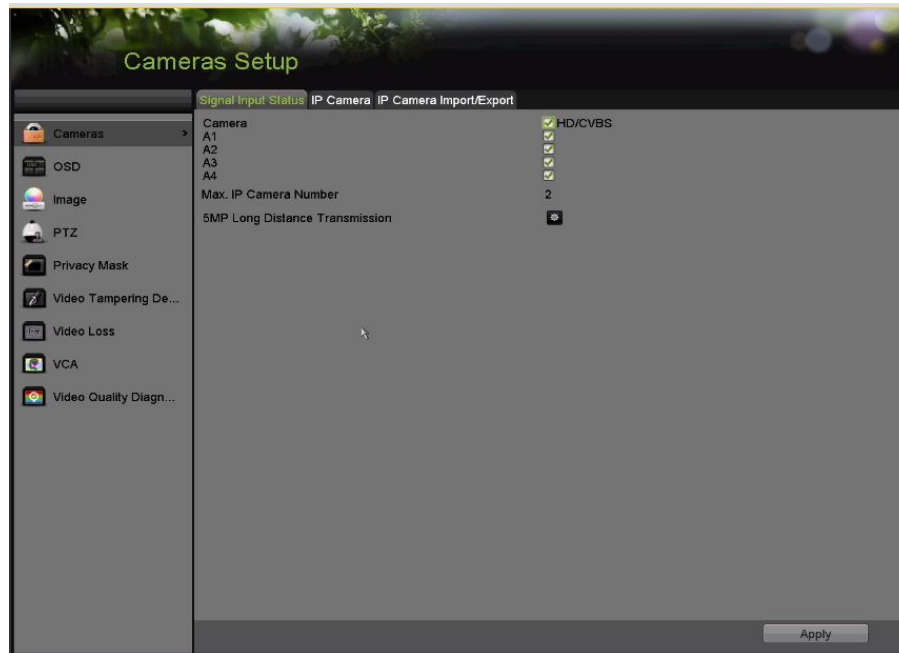 Cameras Setup
Signal Input Status IP Camera IP Camera Import/Export
Cameras
OSD
Image
PTZ
Privacy Mask
Video Tampering De...
Video Loss
VCA
Video Quality Diagn...
Camera HD/CVBS
A1
A2
A3
A4
Max. IP Camera Number 2
5MP Long Distance Transmission
Apply